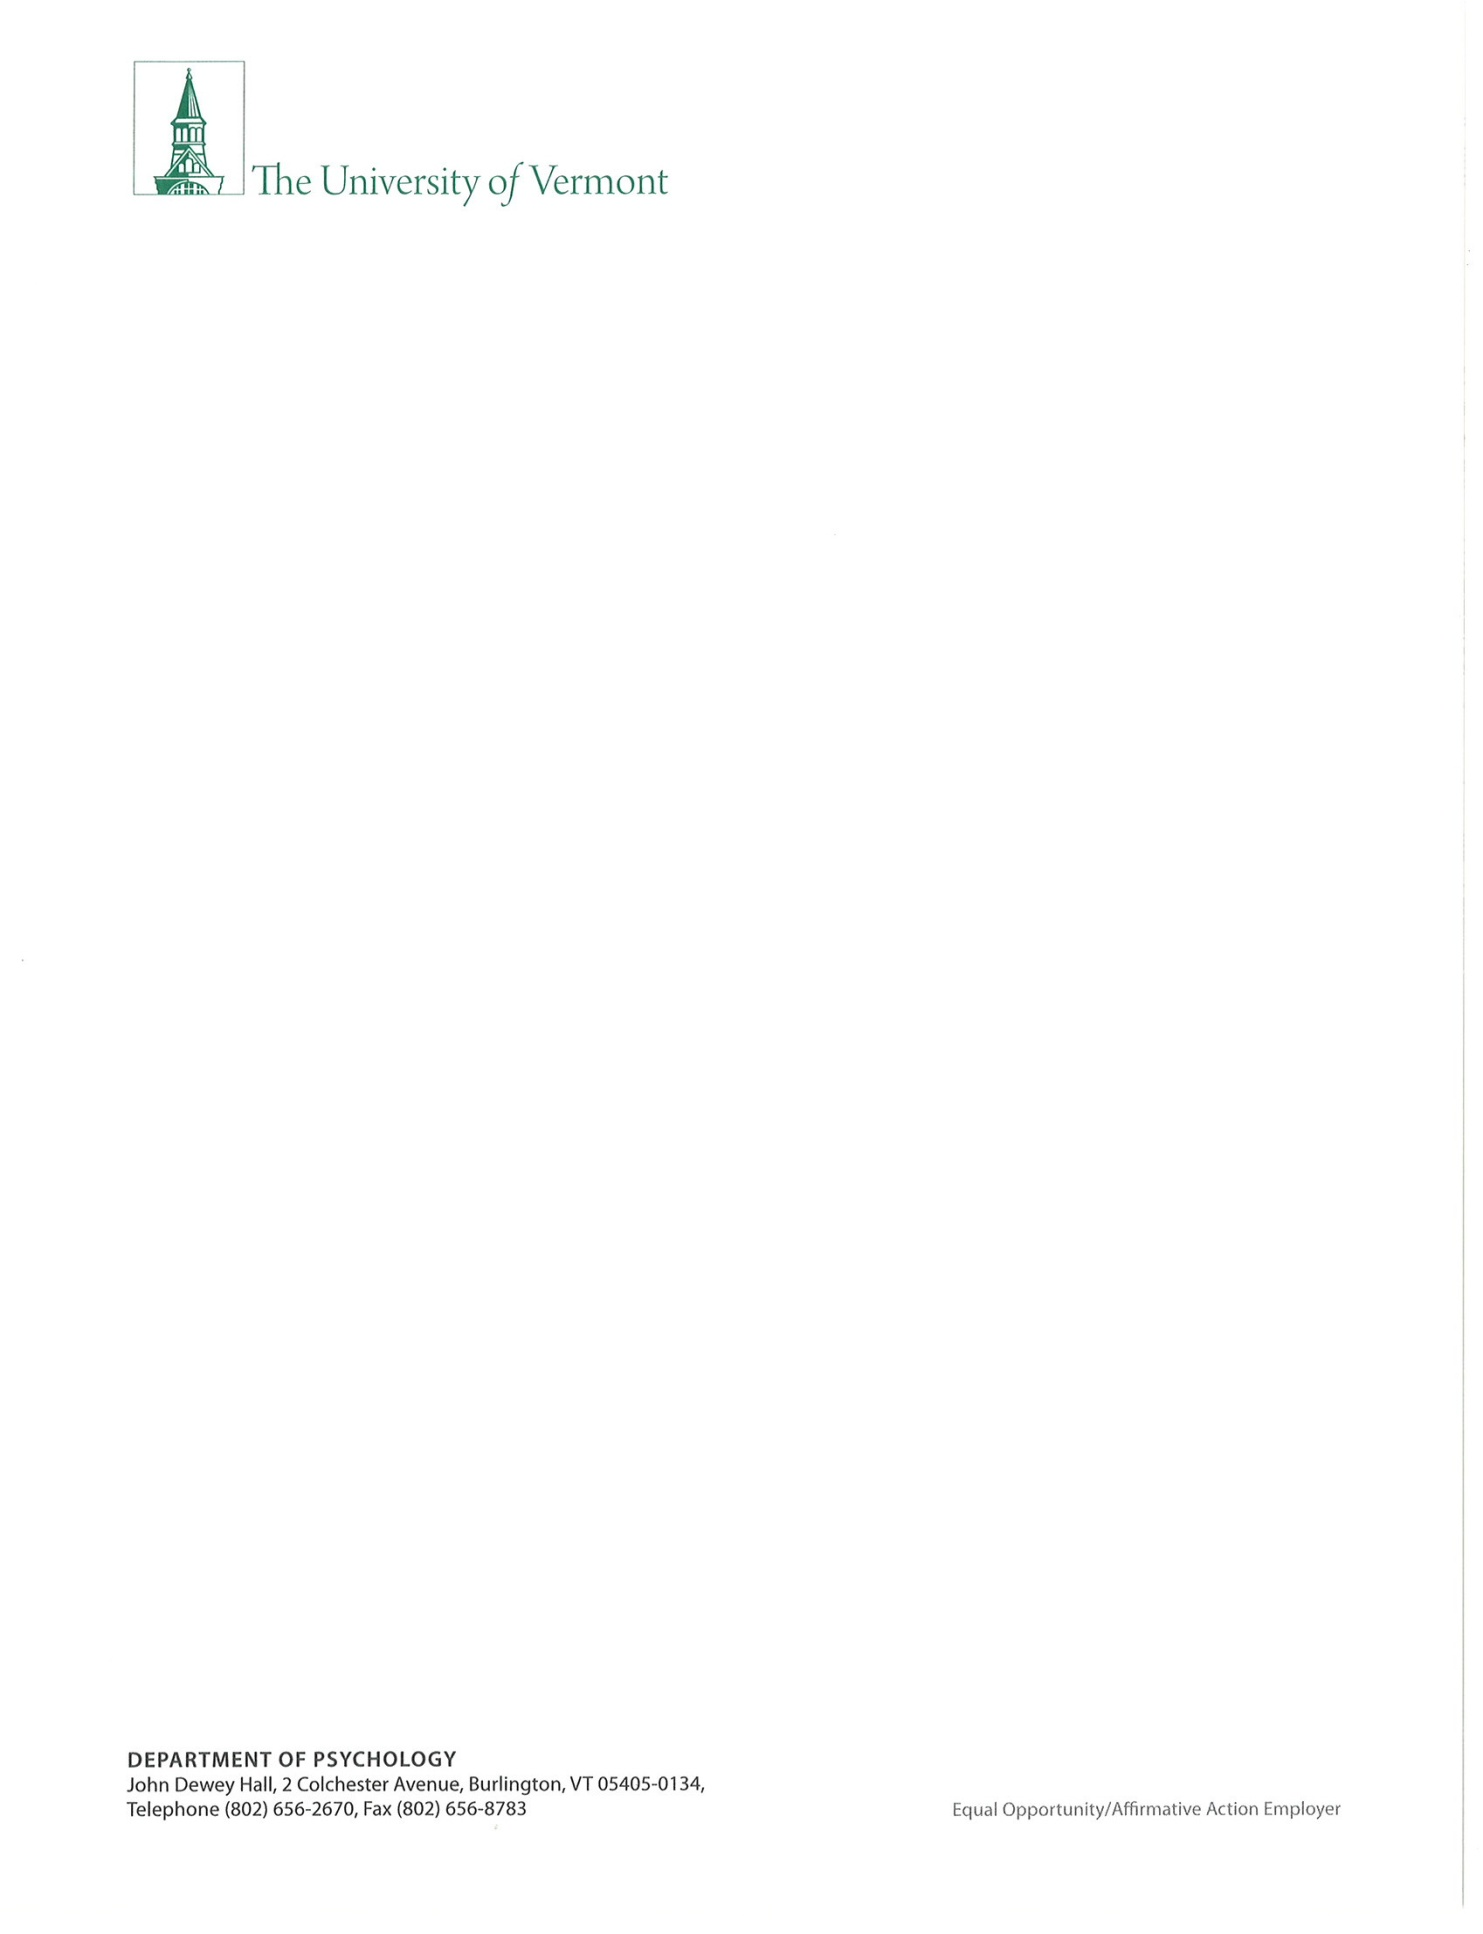 The University of Vermont
DEPARTMENT OF PSYCHOLOGY
John Dewey Hall, 2 Colchester Avenue, Burlington, VT 05405-0134,
Telephone (802) 656-2670, Fax (802) 656-8783
Equal Opportunity/Affirmative Action Employer